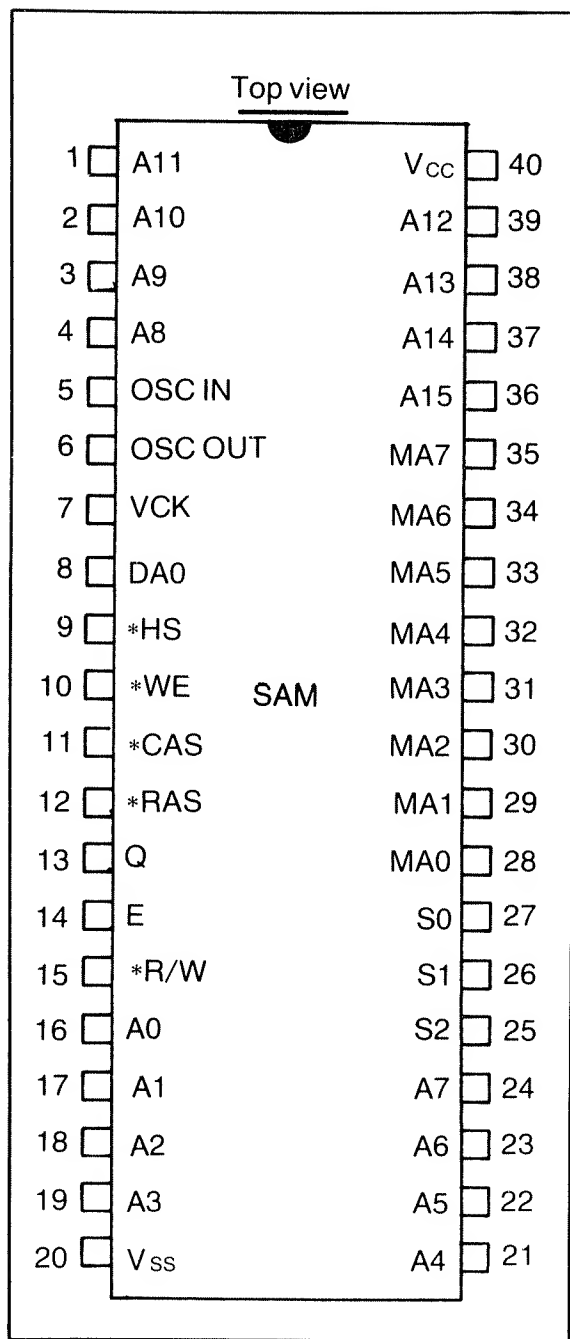 Top view
1 A11 VCC 40
2 A10 A12 39
3 A9 A13 38
4 A8 A14 37
5 OSC IN A15 36
6 OSC OUT MA7 35
7 VCK MA6 34
8 DA0 MA5 33
9 *HS MA4 32
10 *WE SAM MA3 31
11 *CAS MA2 30
12 *RAS MA1 29
13 Q MA0 28
14 E S0 27
15 *R/W S1 26
16 A0 S2 25
17 A1 A7 24
18 A2 A6 23
19 A3 A5 22
20 VSS A4 21